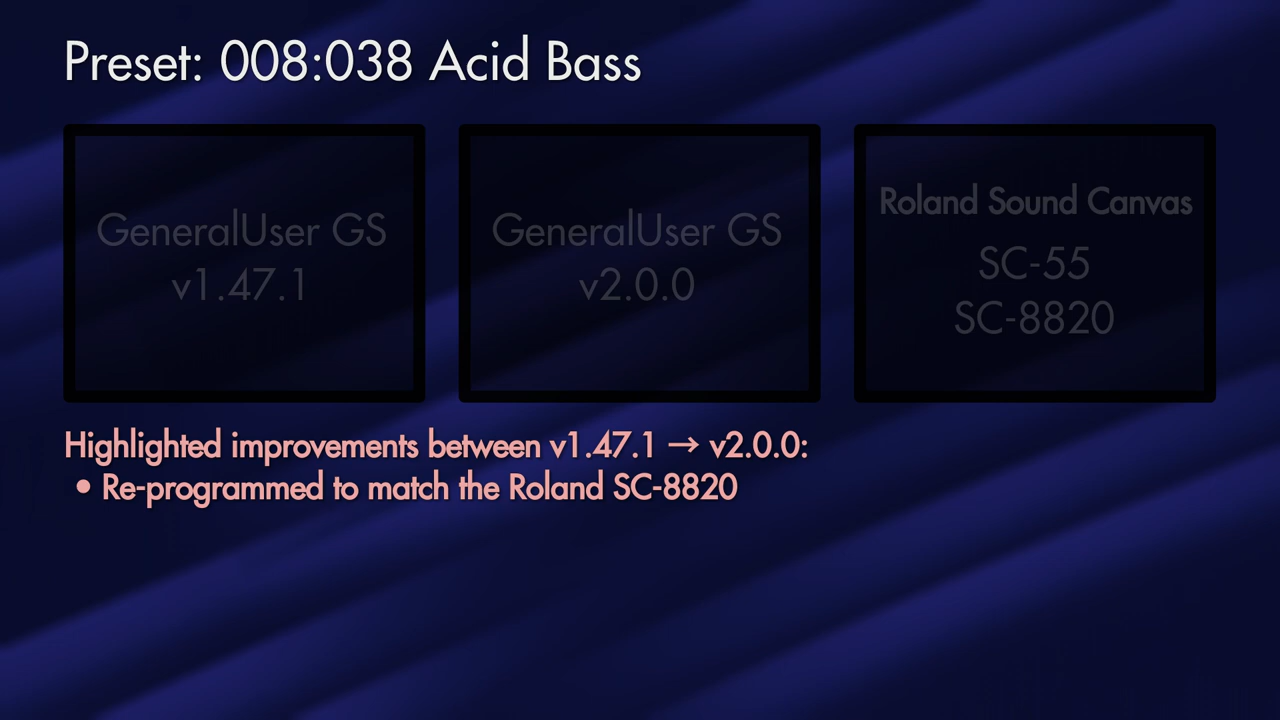 Preset: 008:038 Acid Bass
GeneralUser GS
v1.47.1
GeneralUser GS
v2.0.0
Roland Sound Canvas
SC-55
SC-8820
Highlighted improvements between v1.47.1 → v2.0.0:
• Re-programmed to match the Roland SC-8820